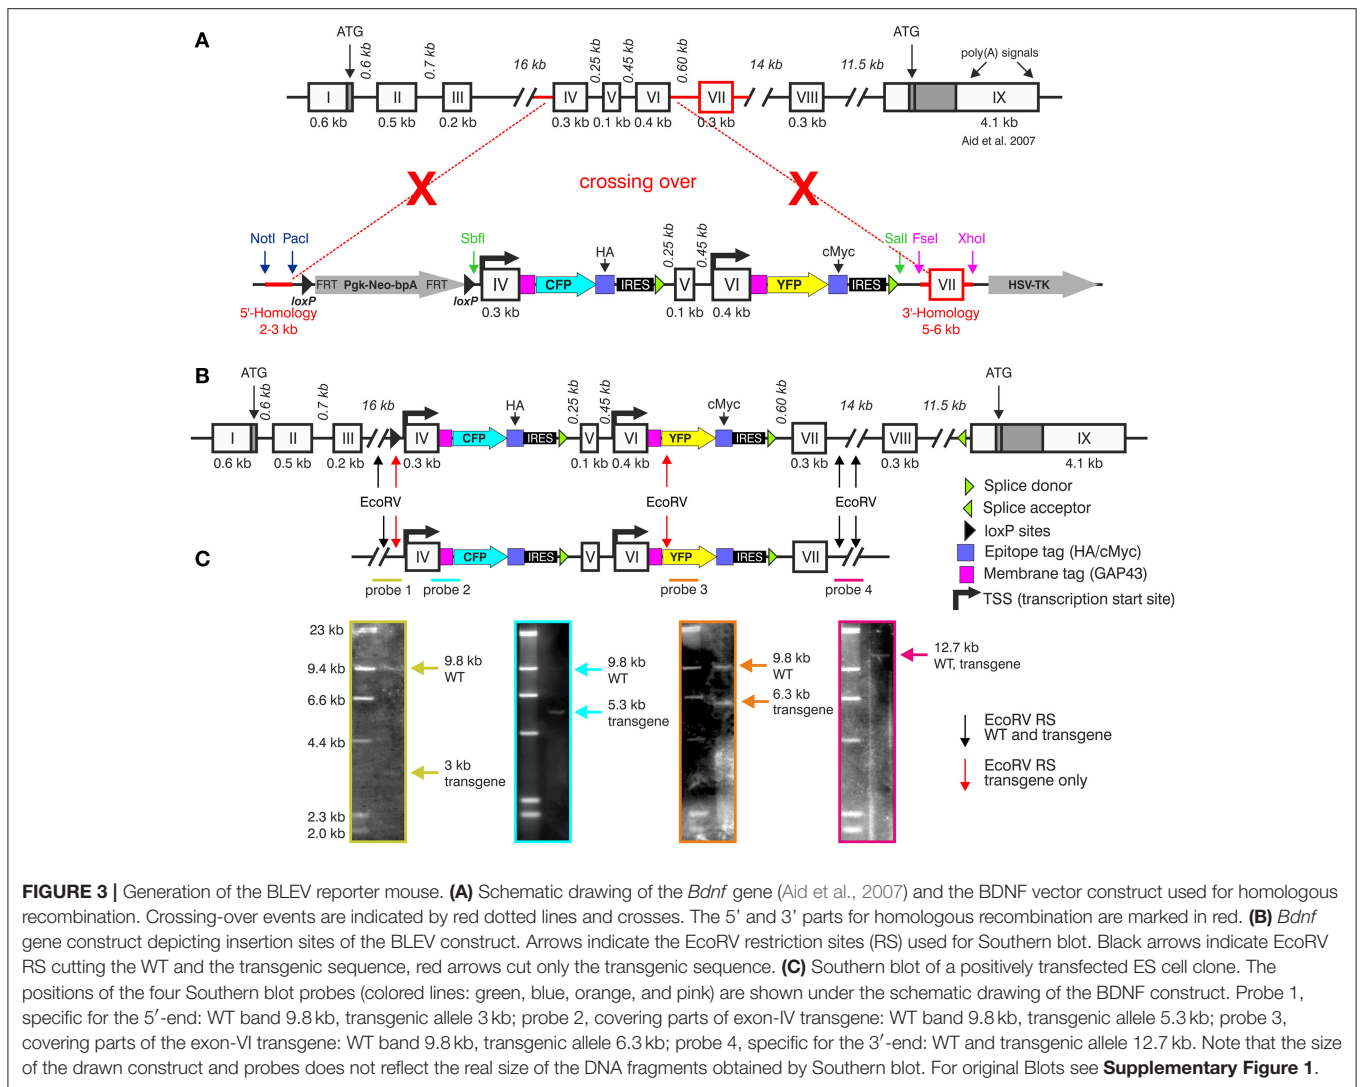 A
ATG
0.6 kb
0.7 kb
16 kb
0.25 kb
0.45 kb
0.60 kb
14 kb
11.5 kb
ATG
poly(A) signals
I
II
III
IV
V
VI
VII
VIII
IX
0.6 kb
0.5 kb
0.2 kb
0.3 kb
0.1 kb
0.4 kb
0.3 kb
0.3 kb
4.1 kb
Aid et al. 2007
X
crossing over
X
NotI
PacI
SbfI
HA
0.25 kb
0.45 kb
cMyc
SalI
FseI
XhoI
loxP
FRT
Pgk-Neo-bpA
FRT
loxP
IV
CFP
IRES
V
VI
YFP
IRES
VII
HSV-TK
5'-Homology
2-3 kb
0.3 kb
0.1 kb
0.4 kb
3'-Homology
5-6 kb
B
ATG
0.6 kb
0.7 kb
16 kb
HA
0.25 kb
0.45 kb
cMyc
0.60 kb
14 kb
11.5 kb
ATG
I
II
III
IV
CFP
IRES
V
VI
YFP
IRES
VII
VIII
IX
0.6 kb
0.5 kb
0.2 kb
0.3 kb
0.1 kb
0.4 kb
0.3 kb
0.3 kb
4.1 kb
EcoRV
EcoRV
EcoRV
Splice donor
Splice acceptor
loxP sites
Epitope tag (HA/cMyc)
Membrane tag (GAP43)
TSS (transcription start site)
C
IV
CFP
IRES
V
VI
YFP
IRES
VII
probe 1
probe 2
probe 3
probe 4
23 kb
9.4 kb
6.6 kb
4.4 kb
2.3 kb
2.0 kb
9.8 kb
WT
3 kb
transgene
9.8 kb
WT
5.3 kb
transgene
9.8 kb
WT
6.3 kb
transgene
12.7 kb
WT, transgene
EcoRV RS
WT and transgene
EcoRV RS
transgene only
FIGURE 3 | Generation of the BLEV reporter mouse. (A) Schematic drawing of the Bdnf gene (Aid et al., 2007) and the BDNF vector construct used for homologous
recombination. Crossing-over events are indicated by red dotted lines and crosses. The 5' and 3' parts for homologous recombination are marked in red. (B) Bdnf
gene construct depicting insertion sites of the BLEV construct. Arrows indicate the EcoRV restriction sites (RS) used for Southern blot. Black arrows indicate EcoRV
RS cutting the WT and the transgenic sequence, red arrows cut only the transgenic sequence. (C) Southern blot of a positively transfected ES cell clone. The
positions of the four Southern blot probes (colored lines: green, blue, orange, and pink) are shown under the schematic drawing of the BDNF construct. Probe 1,
specific for the 5′-end: WT band 9.8 kb, transgenic allele 3 kb; probe 2, covering parts of exon-IV transgene: WT band 9.8, transgenic allele 5.3 kb; probe 3,
covering parts of the exon-VI transgene: WT band 9.8 kb, transgenic allele 6.3 kb; probe 4, specific for the 3′-end: WT and transgenic allele 12.7 kb. Note that the size
of the drawn construct and probes does not reflect the real size of the DNA fragments obtained by Southern blot. For original Blots see Supplementary Figure 1.